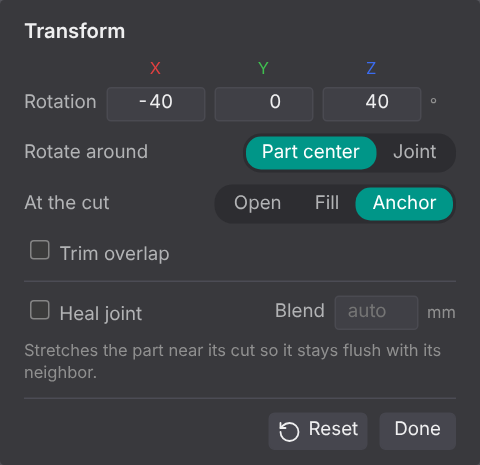 Transform
X Y Z
Rotation -40 0 40 °
Rotate around Part center Joint
At the cut Open Fill Anchor
Trim overlap
Heal joint Blend auto mm
Stretches the part near its cut so it stays flush with its
neighbor.
Reset Done